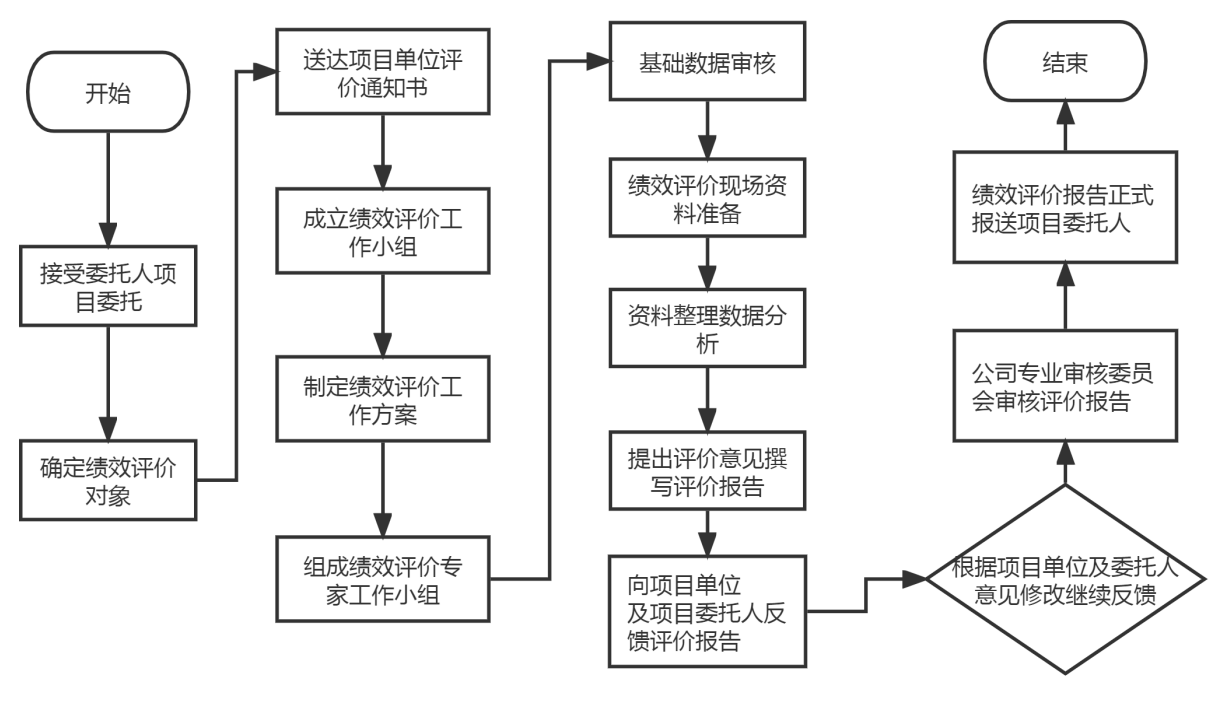 开始
接受委托人项
目委托
确定绩效评价
对象
送达项目单位评
价通知书
成立绩效评价工
作小组
制定绩效评价工
作方案
组成绩效评价专
家工作小组
基础数据审核
绩效评价现场资
料准备
资料整理数据分
析
提出评价意见撰
写评价报告
向项目单位
及项目委托人反
馈评价报告
根据项目单位及委托人
意见修改继续反馈
公司专业审核委员
会审核评价报告
绩效评价报告正式
报送项目委托人
结束